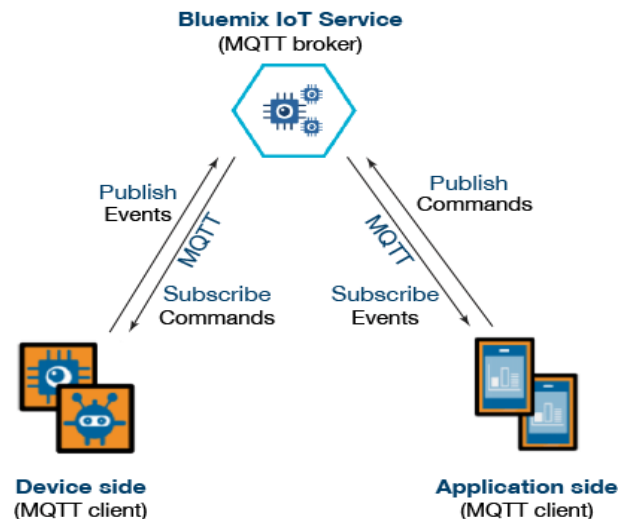 Bluemix IoT Service
(MQTT broker)
Publish
Events
MQTT
Subscribe
Commands
Publish
Commands
MQTT
Subscribe
Events
Device side
(MQTT client)
Application side
(MQTT client)